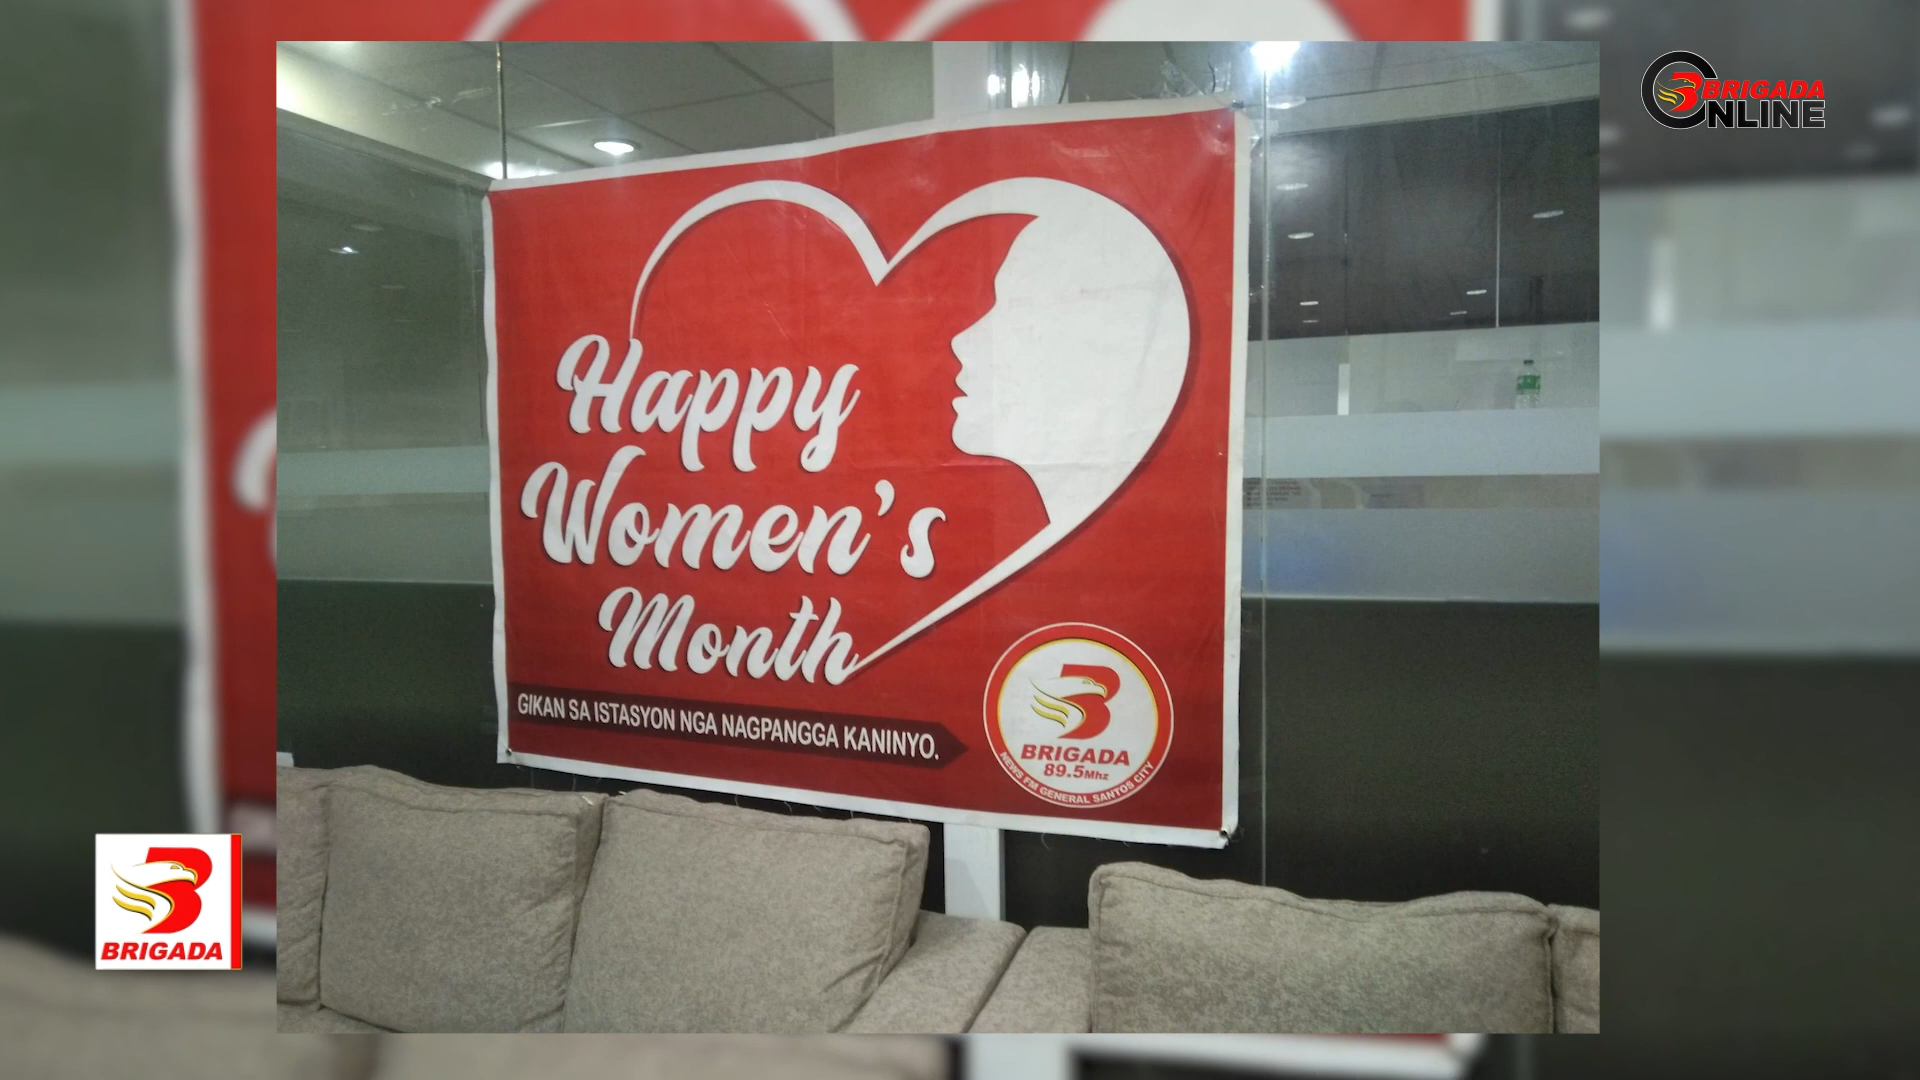 BRIGADA
ONLINE
Happy
Women's
Month
GIKAN SA ISTASYON NGA NAGPANGGA KANINYO.
BRIGADA
89.5Mhz
NEWS FM GENERAL SANTOS CITY
BRIGADA